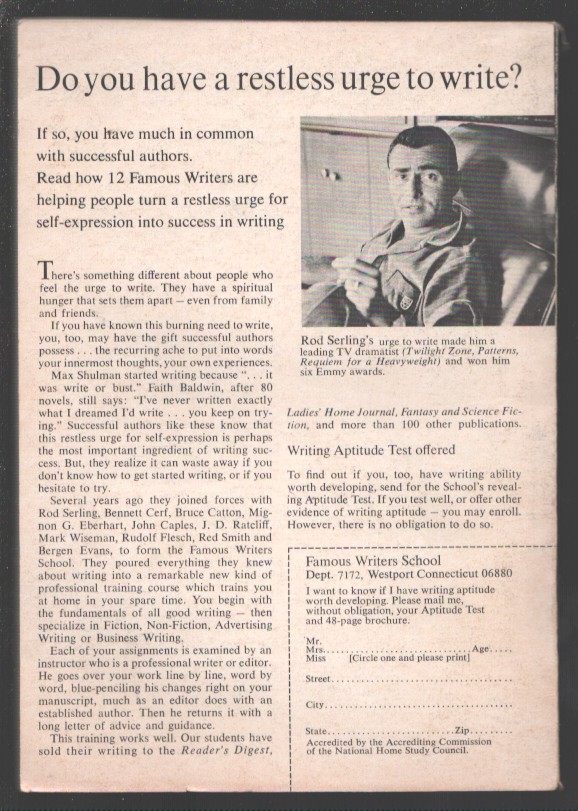 Do you have a restless urge to write?
If so, you have much in common
with successful authors.
Read how 12 Famous Writers are
helping people turn a restless urge for
self-expression into success in writing
There's something different about people who
feel the urge to write. They have a spiritual
hunger that sets them apart — even from family
and friends.
If you have known this burning need to write,
you, too, may have the gift successful authors
possess . . . the recurring ache to put into words
your innermost thoughts, your own experiences.
Max Shulman started writing because “. . . it
was write or bust.” Faith Baldwin, after 80
novels, still says: “I've never written exactly
what I dreamed I'd write . . . you keep on try-
ing.” Successful authors like these know that
this restless urge for self-expression is perhaps
the most important ingredient of writing suc-
cess. But, they realize it can waste away if you
don't know how to get started writing, or if you
hesitate to try.
Several years ago they joined forces with
Rod Serling, Bennett Cerf, Bruce Catton, Mig-
non G. Eberhart, John Caples, J. D. Ratcliff,
Mark Wiseman, Rudolf Flesch, Red Smith and
Bergen Evans, to form the Famous Writers
School. They poured everything they knew
about writing into a remarkable new kind of
professional training course which trains you
at home in your spare time. You begin with
the fundamentals of all good writing — then
specialize in Fiction, Non-Fiction, Advertising
Writing or Business Writing.
Each of your assignments is examined by an
instructor who is a professional writer or editor.
He goes over your work line by line, word by
word, blue-penciling his changes right on your
manuscript, much as an editor does with an
established author. Then he returns it with a
long letter of advice and guidance.
This training works well. Our students have
sold their writing to the Reader's Digest,
Rod Serling's urge to write made him a
leading TV dramatist (Twilight Zone, Patterns,
Requiem for a Heavyweight) and won him
six Emmy awards.
Ladies' Home Journal, Fantasy and Science Fic-
tion, and more than 100 other publications.
Writing Aptitude Test offered
To find out if you, too, have writing ability
worth developing, send for the School's reveal-
ing Aptitude Test. If you test well, or offer other
evidence of writing aptitude — you may enroll.
However, there is no obligation to do so.
Famous Writers School
Dept. 7172, Westport Connecticut 06880
I want to know if I have writing aptitude
worth developing. Please mail me,
without obligation, your Aptitude Test
and 48-page brochure.
Mr.
Mrs.......................................Age.....
Miss [Circle one and please print]
Street.............................................
City...............................................
State..............................Zip.........
Accredited by the Accrediting Commission
of the National Home Study Council.